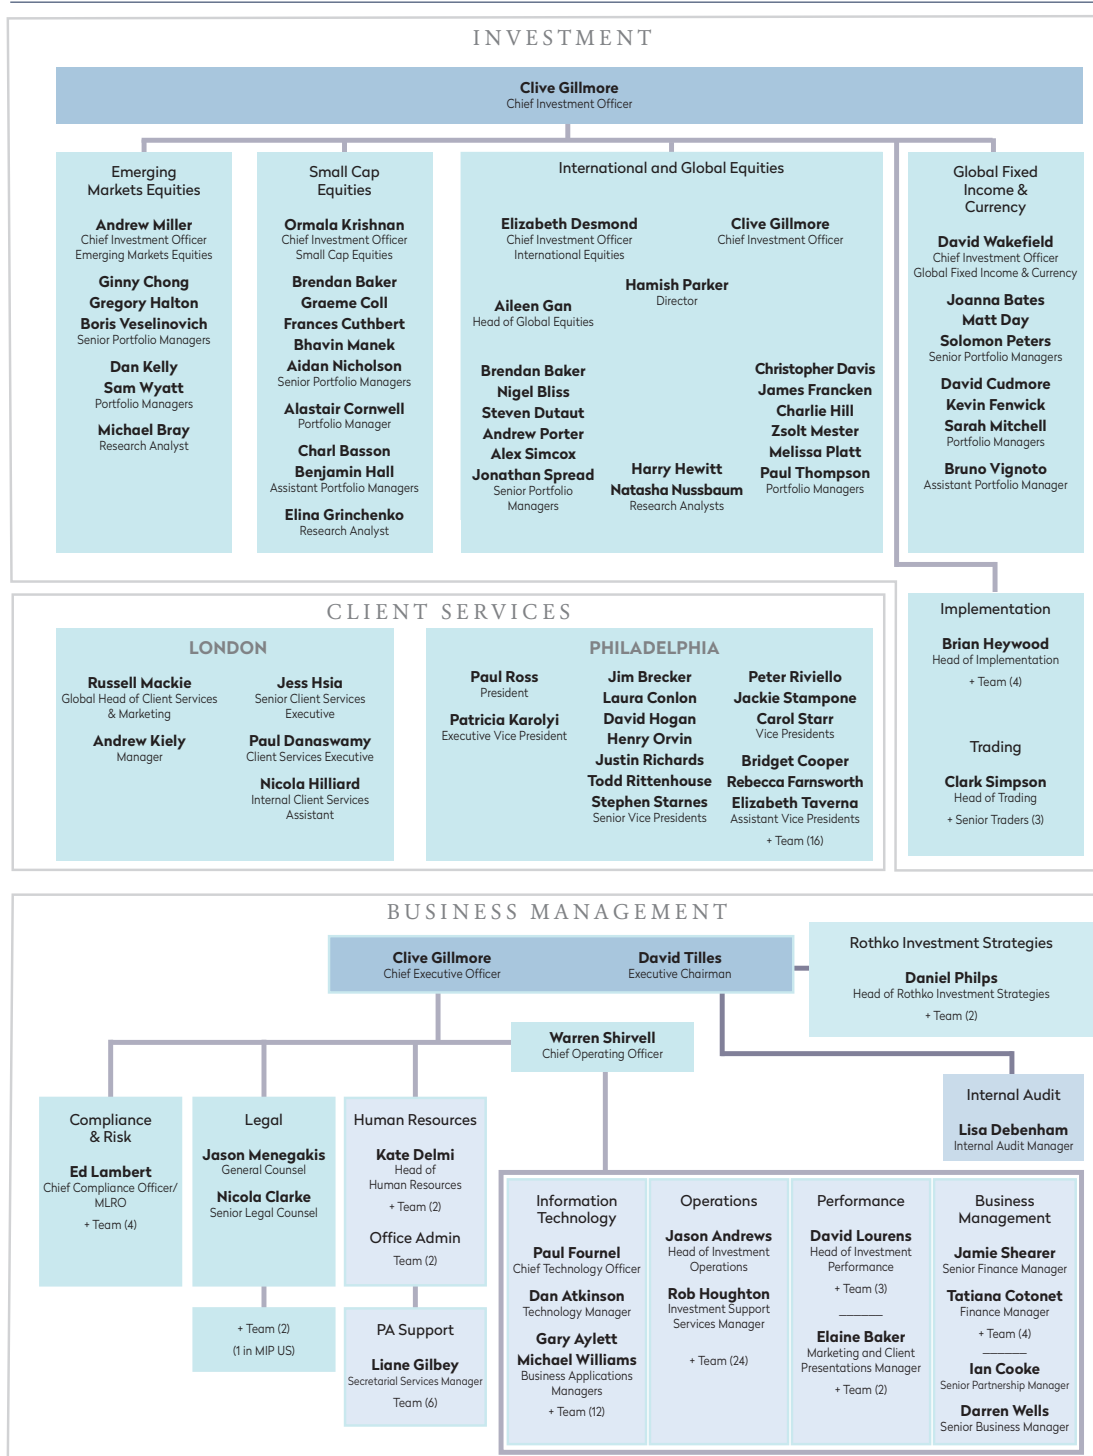 INVESTMENT
Clive Gillmore
Chief Investment Officer
Emerging
Markets Equities
Andrew Miller
Chief Investment Officer
Emerging Markets Equities
Ginny Chong
Gregory Halton
Boris Veselinovich
Senior Portfolio Managers
Dan Kelly
Sam Wyatt
Portfolio Managers
Michael Bray
Research Analyst
Small Cap
Equities
Ormala Krishnan
Chief Investment Officer
Small Cap Equities
Brendan Baker
Graeme Coll
Frances Cuthbert
Bhavin Manek
Aidan Nicholson
Senior Portfolio Managers
Alastair Cornwell
Portfolio Manager
Charl Basson
Benjamin Hall
Assistant Portfolio Managers
Elina Grinchenko
Research Analyst
International and Global Equities
Elizabeth Desmond
Chief Investment Officer
International Equities
Clive Gillmore
Chief Investment Officer
Hamish Parker
Director
Aileen Gan
Head of Global Equities
Brendan Baker
Nigel Bliss
Steven Dutaut
Andrew Porter
Alex Simcox
Jonathan Spread
Senior Portfolio
Managers
Harry Hewitt
Natasha Nussbaum
Research Analysts
Christopher Davis
James Francken
Charlie Hill
Zsolt Mester
Melissa Platt
Paul Thompson
Portfolio Managers
Global Fixed
Income &
Currency
David Wakefield
Chief Investment Officer
Global Fixed Income & Currency
Joanna Bates
Matt Day
Solomon Peters
Senior Portfolio Managers
David Cudmore
Kevin Fenwick
Sarah Mitchell
Portfolio Managers
Bruno Vignoto
Assistant Portfolio Manager
Implementation
Brian Heywood
Head of Implementation
+ Team (4)
Trading
Clark Simpson
Head of Trading
+ Senior Traders (3)
CLIENT SERVICES
LONDON
Russell Mackie
Global Head of Client Services
& Marketing
Andrew Kiely
Manager
Jess Hsia
Senior Client Services
Executive
Paul Danaswamy
Client Services Executive
Nicola Hilliard
Internal Client Services
Assistant
PHILADELPHIA
Paul Ross
President
Patricia Karolyi
Executive Vice President
Jim Brecker
Laura Conlon
David Hogan
Henry Orvin
Justin Richards
Todd Rittenhouse
Stephen Starnes
Senior Vice Presidents
Peter Riviello
Jackie Stampone
Carol Starr
Vice Presidents
Bridget Cooper
Rebecca Farnsworth
Elizabeth Taverna
Assistant Vice Presidents
+ Team (16)
BUSINESS MANAGEMENT
Clive Gillmore
Chief Executive Officer
David Tilles
Executive Chairman
Rothko Investment Strategies
Daniel Philps
Head of Rothko Investment Strategies
+ Team (2)
Warren Shirvell
Chief Operating Officer
Internal Audit
Lisa Debenham
Internal Audit Manager
Compliance
& Risk
Ed Lambert
Chief Compliance Officer/
MLRO
+ Team (4)
Legal
Jason Menegakis
General Counsel
Nicola Clarke
Senior Legal Counsel
+ Team (2)
(1 in MIP US)
Human Resources
Kate Delmi
Head of
Human Resources
+ Team (2)
Office Admin
Team (2)
PA Support
Liane Gilbey
Secretarial Services Manager
Team (6)
Information
Technology
Paul Fournel
Chief Technology Officer
Dan Atkinson
Technology Manager
Gary Aylett
Michael Williams
Business Applications
Managers
+ Team (12)
Operations
Jason Andrews
Head of Investment
Operations
Rob Houghton
Investment Support
Services Manager
+ Team (24)
Performance
David Lourens
Head of Investment
Performance
+ Team (3)
Elaine Baker
Marketing and Client
Presentations Manager
+ Team (2)
Business
Management
Jamie Shearer
Senior Finance Manager
Tatiana Cotonet
Finance Manager
+ Team (4)
Ian Cooke
Senior Partnership Manager
Darren Wells
Senior Business Manager